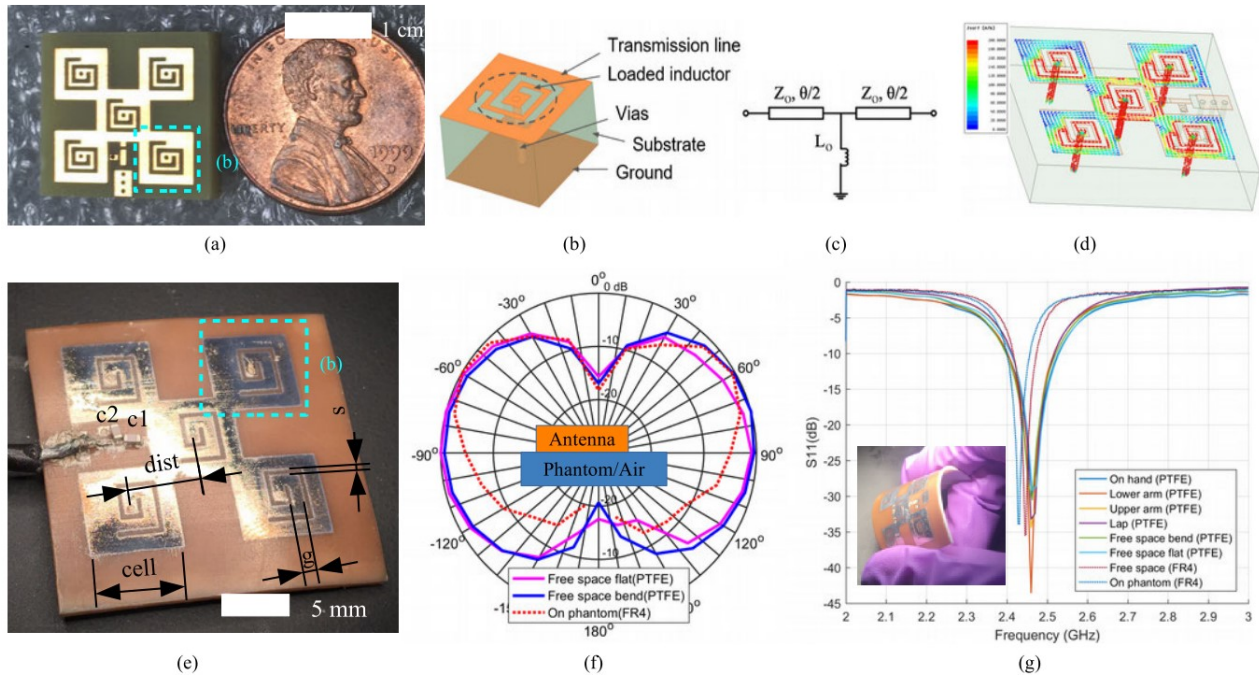 1 cm
LIBERTY
1999
D
(b)
(a)
Transmission line
Loaded inductor
Vias
Substrate
Ground
(b)
Z₀, θ/2
Z₀, θ/2
L₀
(c)
(d)
(b)
c2
c1
s
dist
g
cell
5 mm
(e)
0°
0 dB
-30°
30°
-10
-60°
60°
-20
-90°
90°
Antenna
Phantom/Air
-20
-120°
120°
-10
Free space flat(PTFE)
Free space bend(PTFE)
On phantom(FR4)
180°
(f)
0
-5
-10
-15
-20
-25
-30
-35
-40
-45
S11(dB)
On hand (PTFE)
Lower arm (PTFE)
Upper arm (PTFE)
Lap (PTFE)
Free space bend (PTFE)
Free space flat (PTFE)
Free space (FR4)
On phantom (FR4)
2
2.1
2.2
2.3
2.4
2.5
2.6
2.7
2.8
2.9
3
Frequency (GHz)
(g)